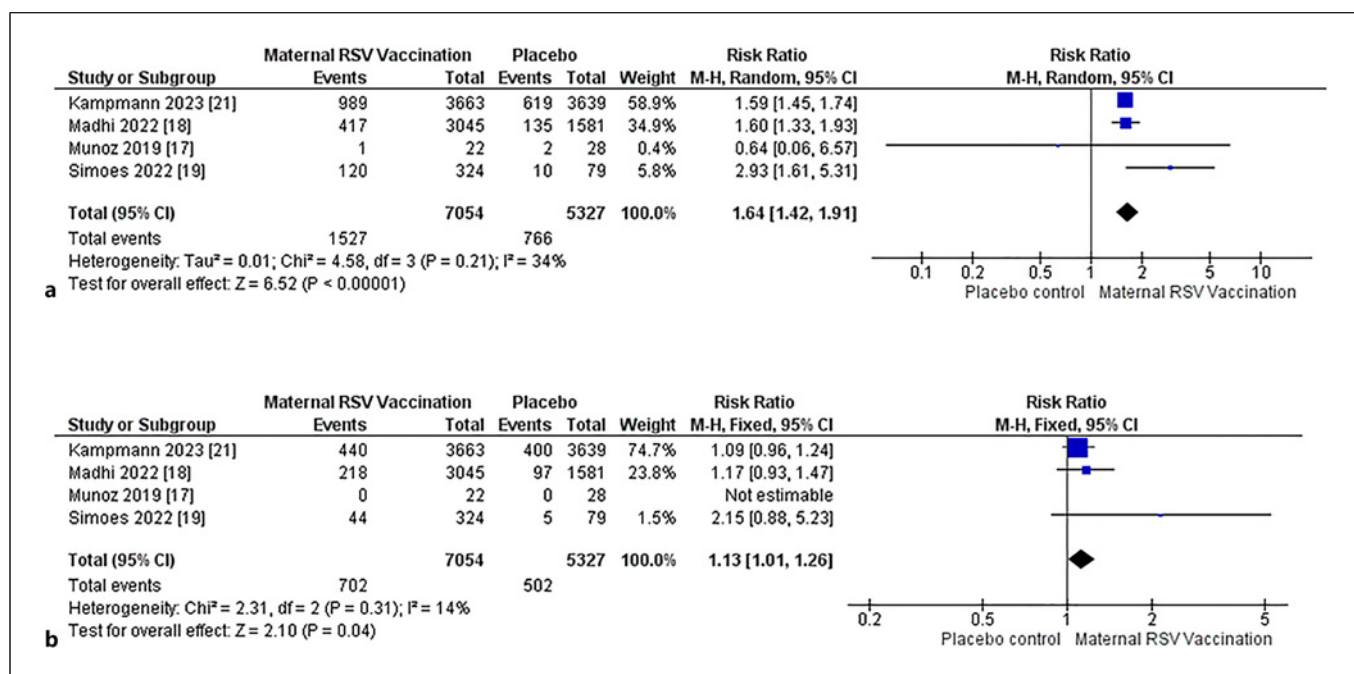 Maternal RSV Vaccination Placebo Risk Ratio Risk Ratio
Study or Subgroup Events Total Events Total Weight M-H, Random, 95% CI M-H, Random, 95% CI
Kampmann 2023 [21] 989 3663 619 3639 58.9% 1.59 [1.45, 1.74]
Madhi 2022 [18] 417 3045 135 1581 34.9% 1.60 [1.33, 1.93]
Munoz 2019 [17] 1 22 2 28 0.4% 0.64 [0.06, 6.57]
Simoes 2022 [19] 120 324 10 79 5.8% 2.93 [1.61, 5.31]
Total (95% CI) 7054 5327 100.0% 1.64 [1.42, 1.91]
Total events 1527 766
Heterogeneity: Tau² = 0.01; Chi² = 4.58, df = 3 (P = 0.21); I² = 34%
0.1 0.2 0.5 1 2 5 10
a Test for overall effect: Z = 6.52 (P < 0.00001)
Placebo control Maternal RSV Vaccination
Maternal RSV Vaccination Placebo Risk Ratio Risk Ratio
Study or Subgroup Events Total Events Total Weight M-H, Fixed, 95% CI M-H, Fixed, 95% CI
Kampmann 2023 [21] 440 3663 400 3639 74.7% 1.09 [0.96, 1.24]
Madhi 2022 [18] 218 3045 97 1581 23.8% 1.17 [0.93, 1.47]
Munoz 2019 [17] 0 22 0 28 Not estimable
Simoes 2022 [19] 44 324 5 79 1.5% 2.15 [0.88, 5.23]
Total (95% CI) 7054 5327 100.0% 1.13 [1.01, 1.26]
Total events 702 502
Heterogeneity: Chi² = 2.31, df = 2 (P = 0.31); I² = 14%
0.2 0.5 1 2 5
b Test for overall effect: Z = 2.10 (P = 0.04)
Placebo control Maternal RSV Vaccination